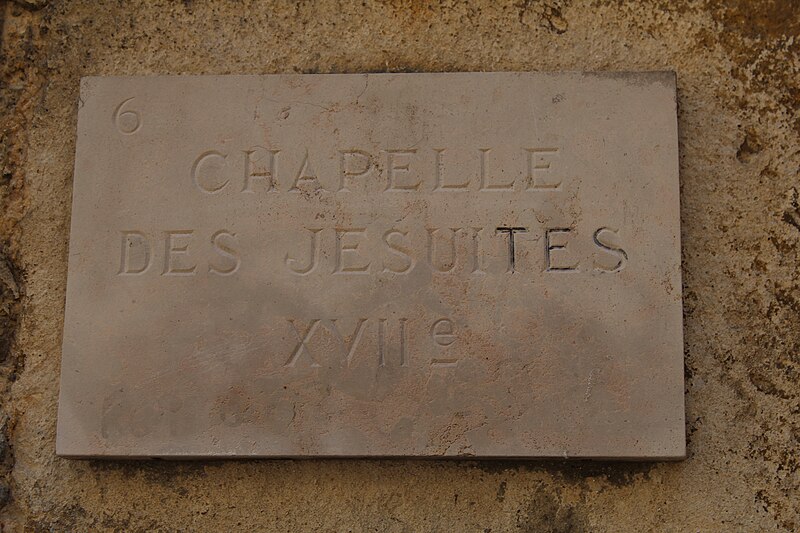 6
CHAPELLE
DES JESUITES
XVIIe